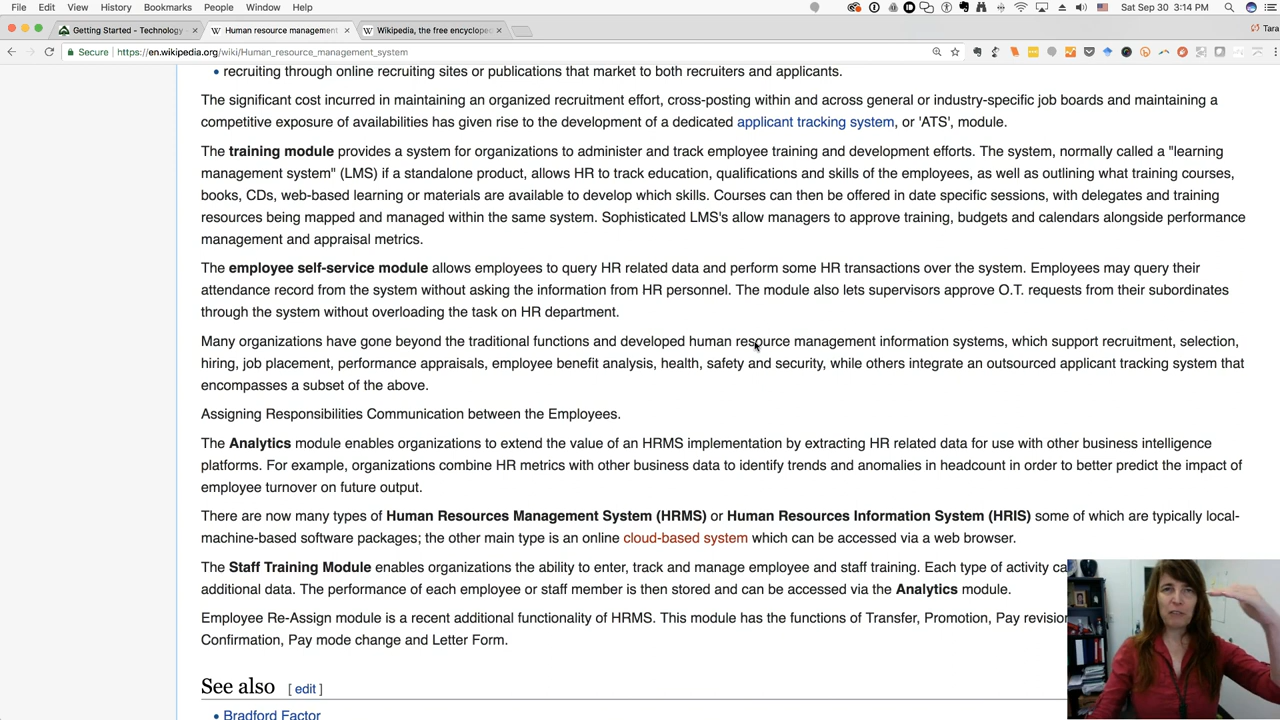 File Edit View History Bookmarks People Window Help
Sat Sep 30 3:14 PM
Getting Started - Technology
Human resource management
Wikipedia, the free encyclope
Tara
Secure https://en.wikipedia.org/wiki/Human_resource_management_system
• recruiting through online recruiting sites or publications that market to both recruiters and applicants.
The significant cost incurred in maintaining an organized recruitment effort, cross-posting within and across general or industry-specific job boards and maintaining a
competitive exposure of availabilities has given rise to the development of a dedicated applicant tracking system, or 'ATS', module.
The training module provides a system for organizations to administer and track employee training and development efforts. The system, normally called a "learning
management system" (LMS) if a standalone product, allows HR to track education, qualifications and skills of the employees, as well as outlining what training courses,
books, CDs, web-based learning or materials are available to develop which skills. Courses can then be offered in date specific sessions, with delegates and training
resources being mapped and managed within the same system. Sophisticated LMS's allow managers to approve training, budgets and calendars alongside performance
management and appraisal metrics.
The employee self-service module allows employees to query HR related data and perform some HR transactions over the system. Employees may query their
attendance record from the system without asking the information from HR personnel. The module also lets supervisors approve O.T. requests from their subordinates
through the system without overloading the task on HR department.
Many organizations have gone beyond the traditional functions and developed human resource management information systems, which support recruitment, selection,
hiring, job placement, performance appraisals, employee benefit analysis, health, safety and security, while others integrate an outsourced applicant tracking system that
encompasses a subset of the above.
Assigning Responsibilities Communication between the Employees.
The Analytics module enables organizations to extend the value of an HRMS implementation by extracting HR related data for use with other business intelligence
platforms. For example, organizations combine HR metrics with other business data to identify trends and anomalies in headcount in order to better predict the impact of
employee turnover on future output.
There are now many types of Human Resources Management System (HRMS) or Human Resources Information System (HRIS) some of which are typically local-
machine-based software packages; the other main type is an online cloud-based system which can be accessed via a web browser.
The Staff Training Module enables organizations the ability to enter, track and manage employee and staff training. Each type of activity ca
additional data. The performance of each employee or staff member is then stored and can be accessed via the Analytics module.
Employee Re-Assign module is a recent additional functionality of HRMS. This module has the functions of Transfer, Promotion, Pay revision
Confirmation, Pay mode change and Letter Form.
See also [ edit ]
• Bradford Factor